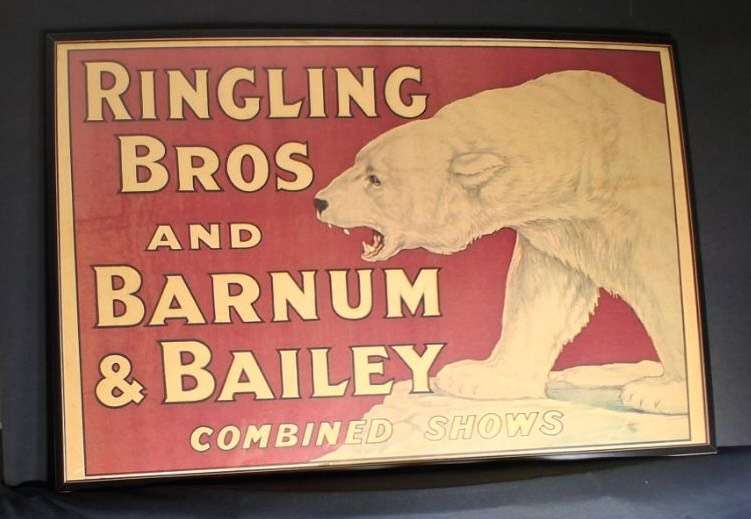 RINGLING
BROS
AND
BARNUM
& BAILEY
COMBINED SHOWS